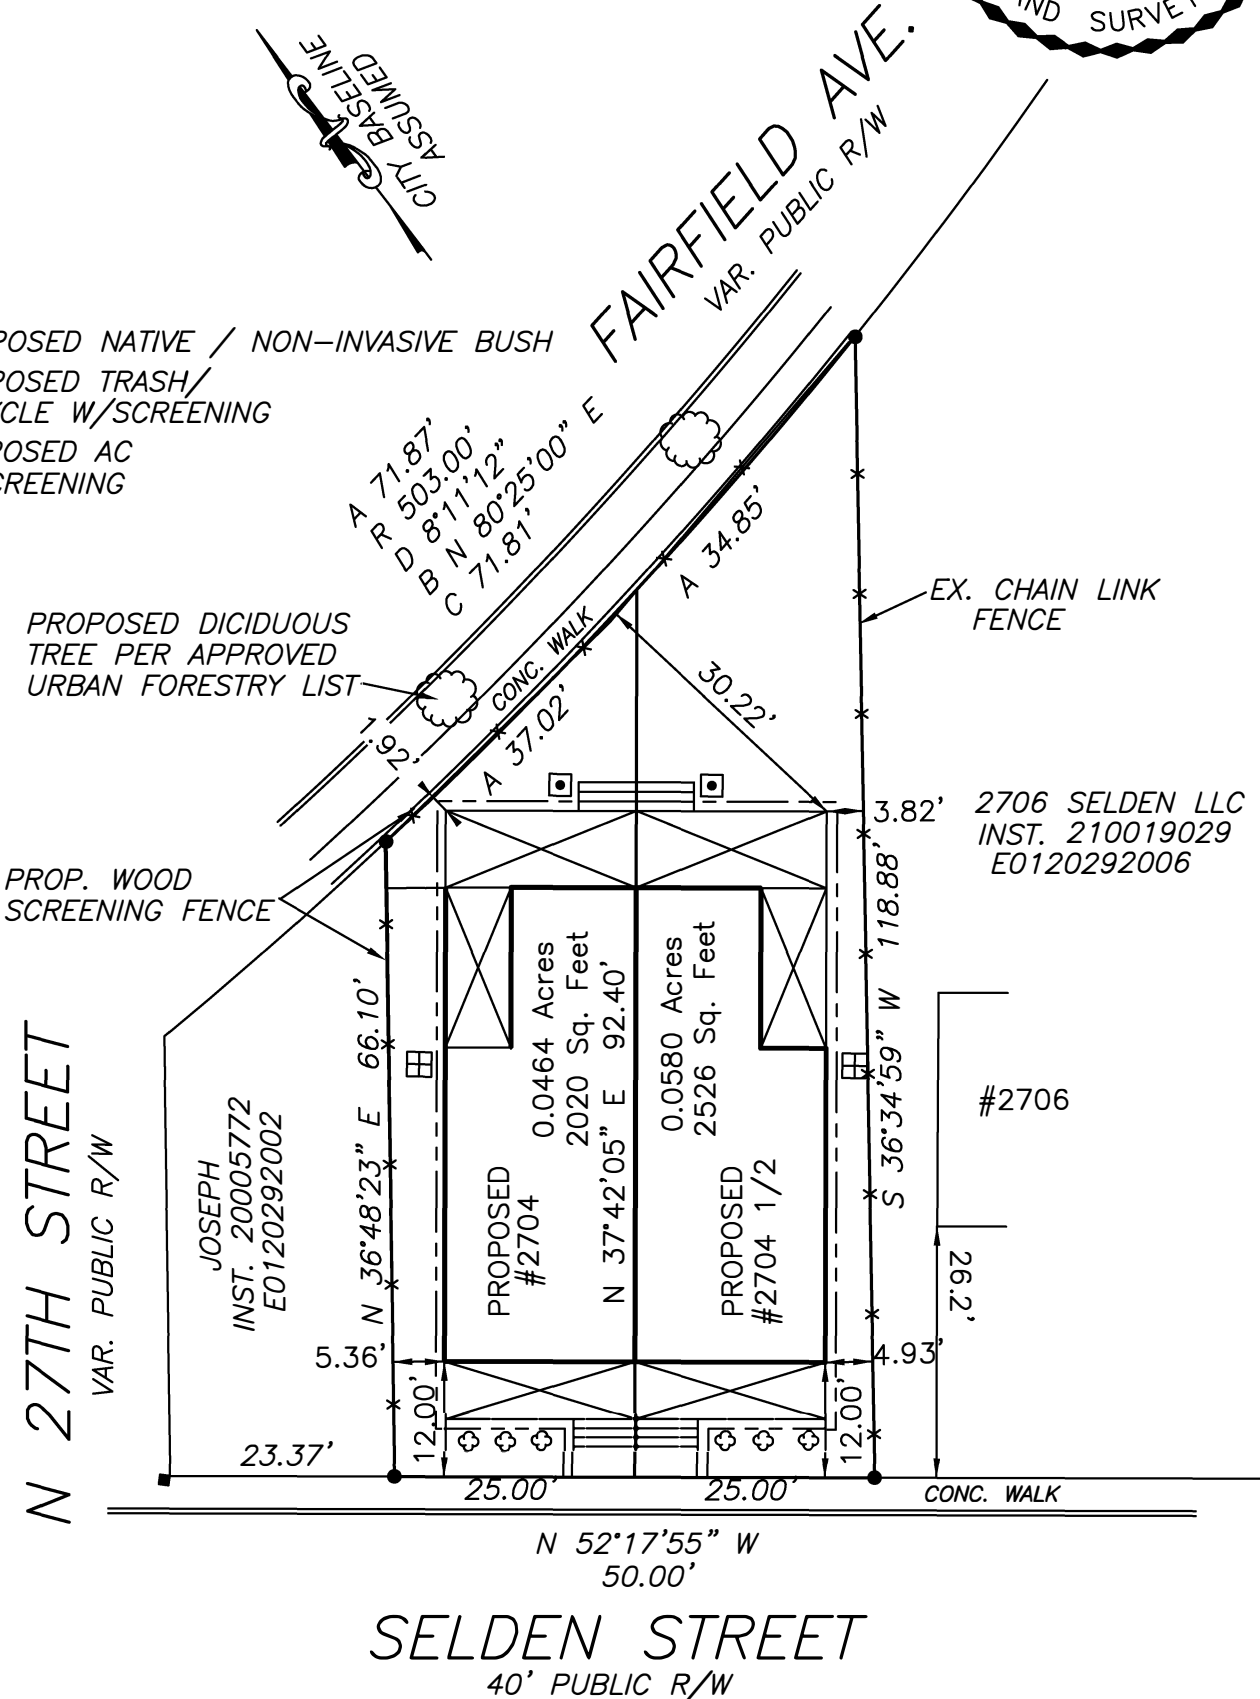 SURVEY
CITY BASELINE
ASSUMED
FAIRFIELD AVE.
VAR. PUBLIC R/W
POSED NATIVE / NON-INVASIVE BUSH
POSED TRASH/
CLE W/SCREENING
POSED AC
CREENING
A 71.87'
R 503.00'
D 8°11'12"
B N 80°25'00" E
C 71.81'
A 34.85'
EX. CHAIN LINK
FENCE
PROPOSED DICIDUOUS
TREE PER APPROVED
URBAN FORESTRY LIST
CONC. WALK
30.22'
1.92'
A 37.02'
3.82'
2706 SELDEN LLC
INST. 210019029
E0120292006
PROP. WOOD
SCREENING FENCE
S 36°34'59" W 118.88'
N 36°48'23" E 66.10'
0.0464 Acres
2020 Sq. Feet
N 37°42'05" E 92.40'
0.0580 Acres
2526 Sq. Feet
#2706
PROPOSED
#2704
PROPOSED
#2704 1/2
JOSEPH
INST. 20005772
E0120292002
N 27TH STREET
VAR. PUBLIC R/W
26.2'
5.36'
4.93'
12.00'
12.00'
23.37'
25.00'
25.00'
CONC. WALK
N 52°17'55" W
50.00'
SELDEN STREET
40' PUBLIC R/W